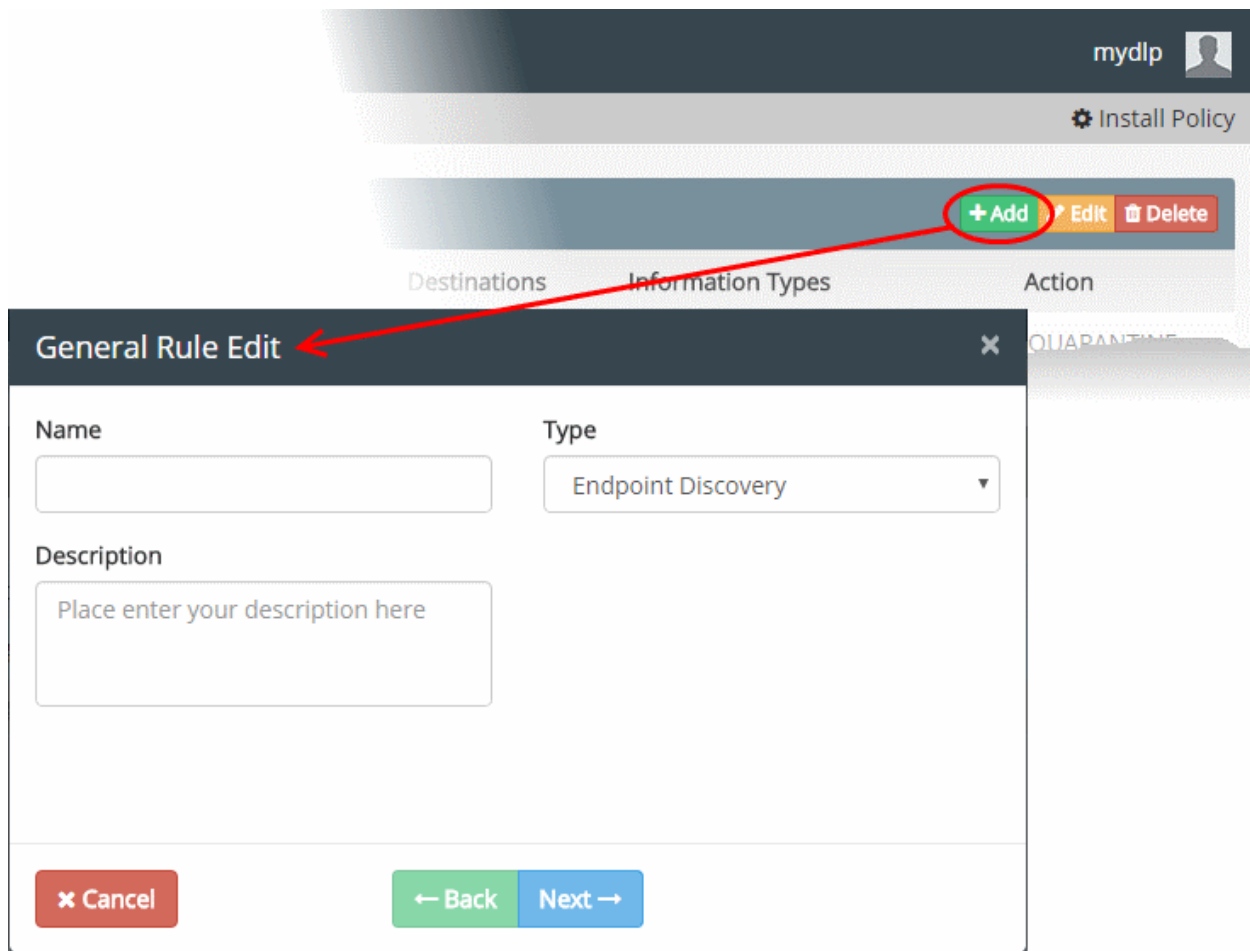 mydlp
Install Policy
Add Edit Delete
Destinations Information Types Action
QUARANTINE
General Rule Edit
Name Type
Endpoint Discovery
Description
Place enter your description here
Cancel Back Next